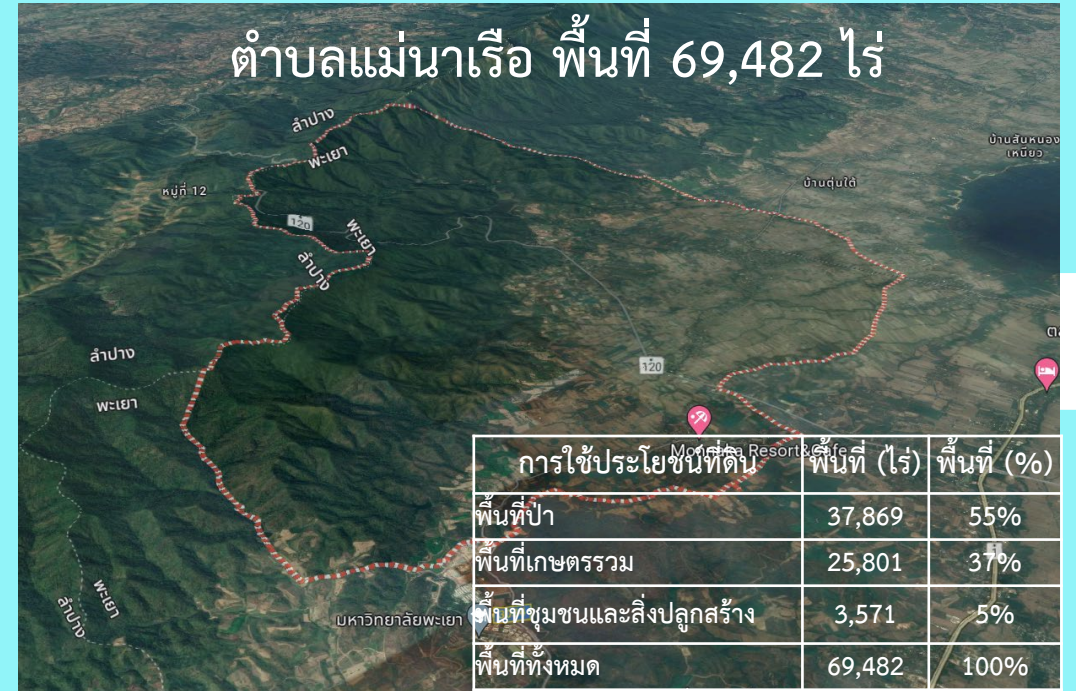 ตำบลแม่นาเรือ พื้นที่ 69,482 ไร่
ลำปาง
พะเยา
บ้านสันหนอง
เหนียว
หมู่ที่ 12
บ้านตุ่นใต้
120
พะเยา
ลำปาง
ลำปาง
พะเยา
120
Resort&Cafe
การใช้ประโยชน์ที่ดิน พื้นที่ (ไร่) พื้นที่ (%)
พื้นที่ป่า 37,869 55%
พื้นที่เกษตรรวม 25,801 37%
พื้นที่ชุมชนและสิ่งปลูกสร้าง 3,571 5%
พื้นที่ทั้งหมด 69,482 100%
พะเยา
ลำปาง
มหาวิทยาลัยพะเยา